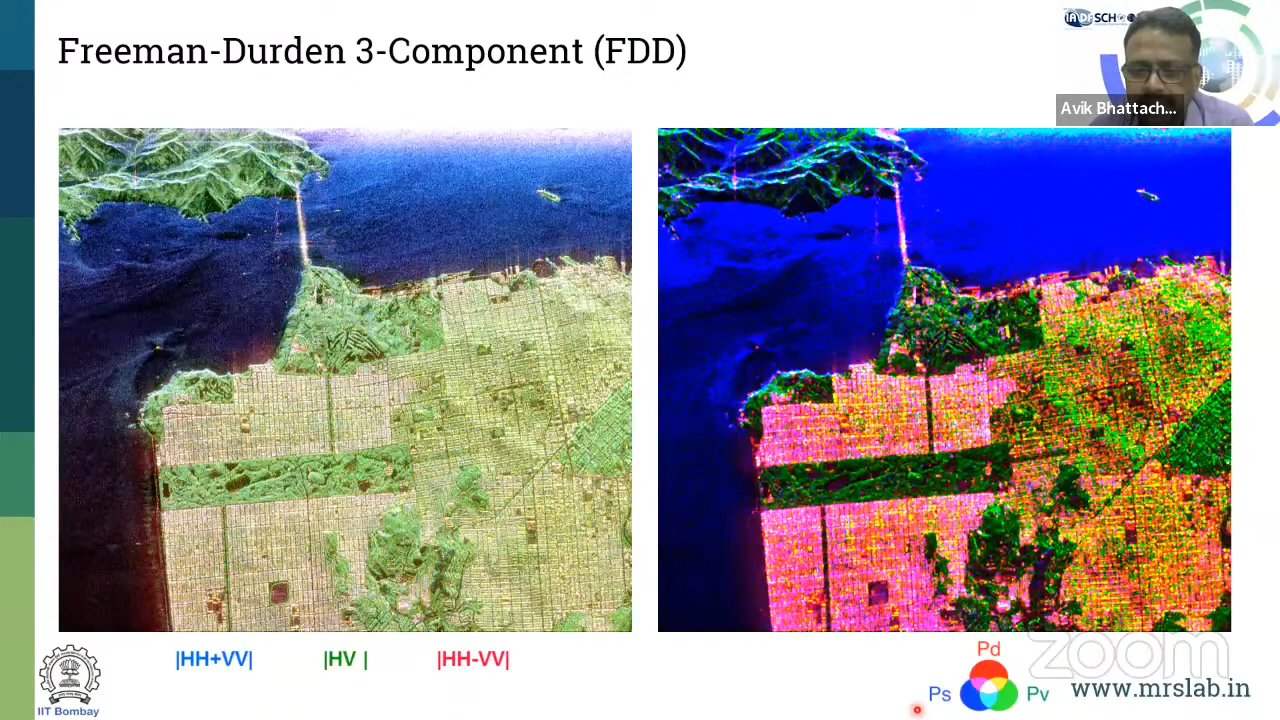 Freeman-Durden 3-Component (FDD)
Avik Bhattach...
|HH+VV| |HV | |HH-VV|
Pd
Ps
Pv
zoom
www.mrslab.in
IIT Bombay